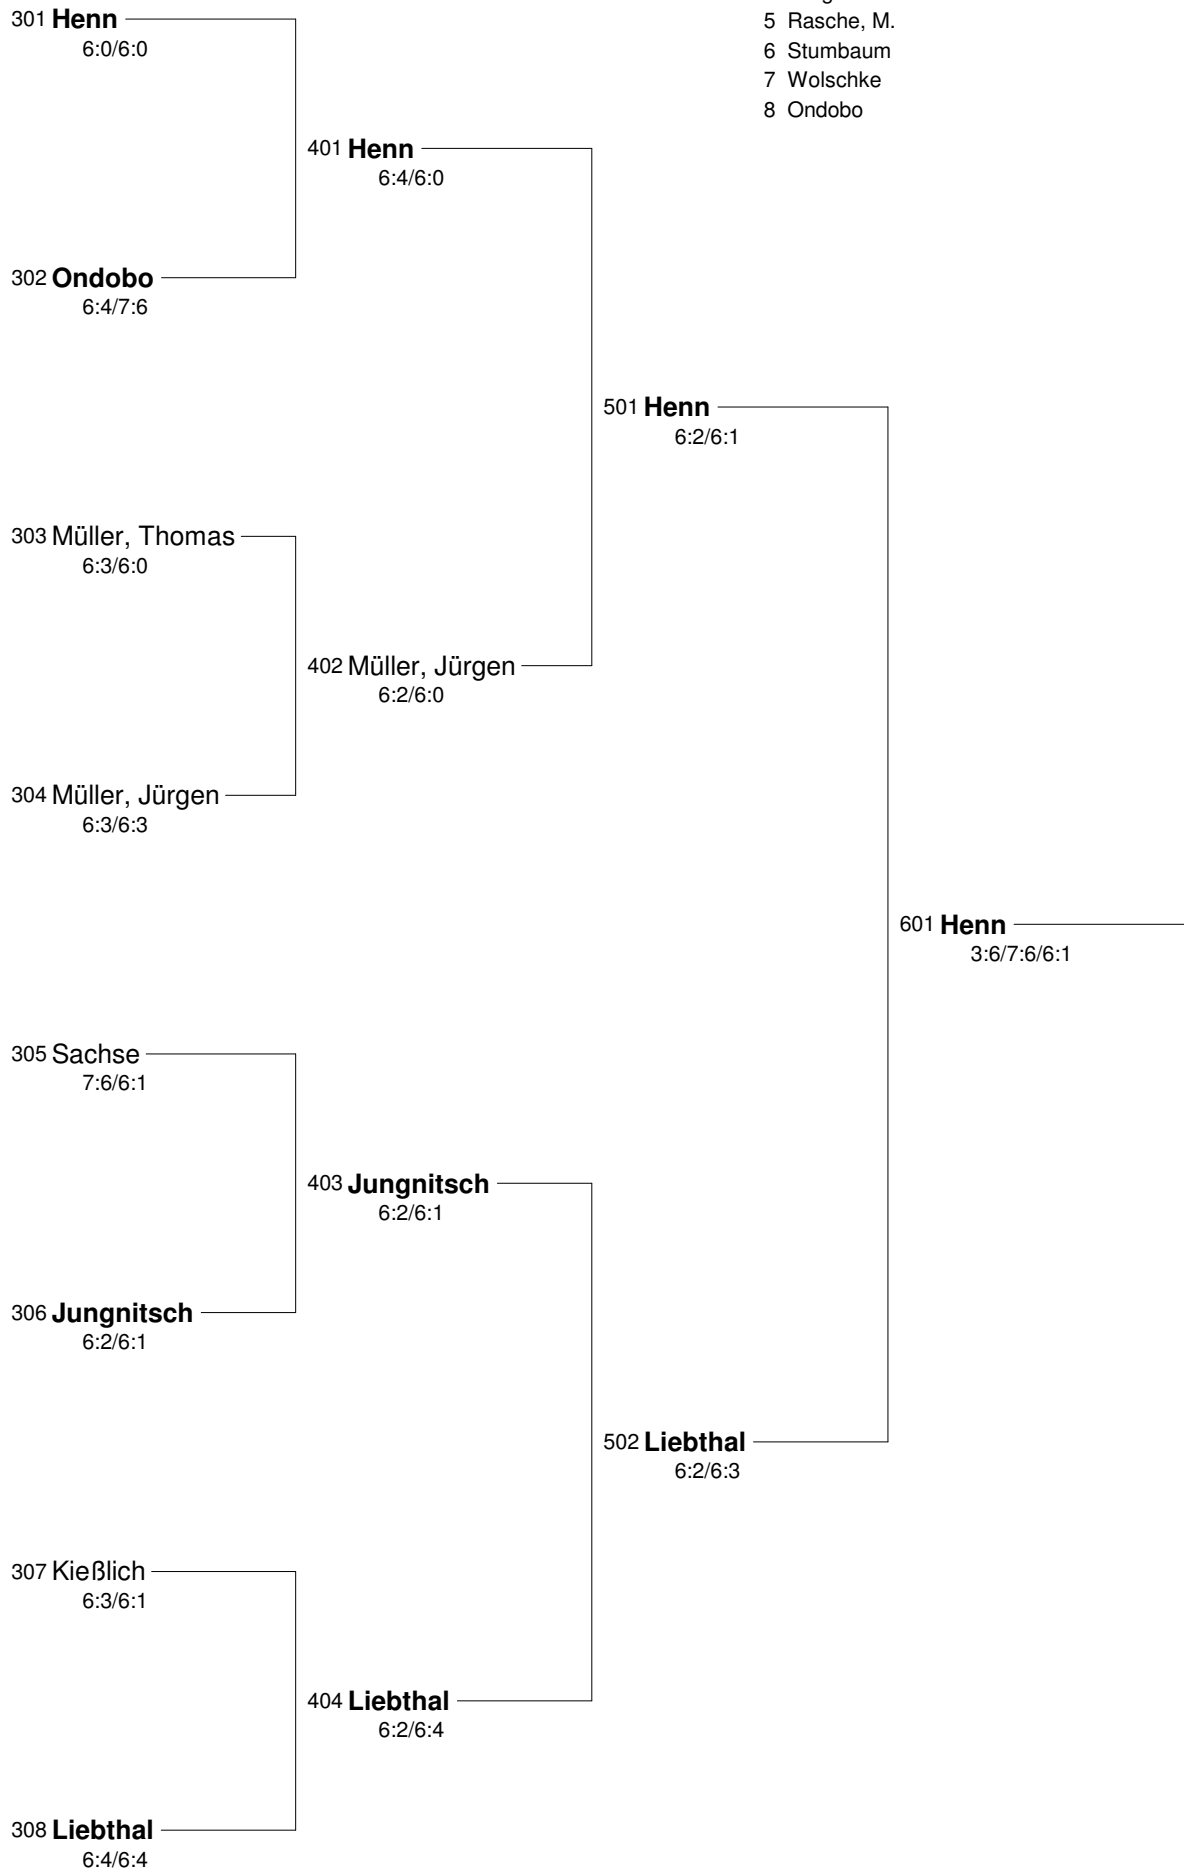 301 Henn
6:0/6:0
5 Rasche, M.
6 Stumbaum
7 Wolschke
8 Ondobo
401 Henn
6:4/6:0
302 Ondobo
6:4/7:6
501 Henn
6:2/6:1
303 Müller, Thomas
6:3/6:0
402 Müller, Jürgen
6:2/6:0
304 Müller, Jürgen
6:3/6:3
601 Henn
3:6/7:6/6:1
305 Sachse
7:6/6:1
403 Jungnitsch
6:2/6:1
306 Jungnitsch
6:2/6:1
502 Liebthal
6:2/6:3
307 Kießlich
6:3/6:1
404 Liebthal
6:2/6:4
308 Liebthal
6:4/6:4